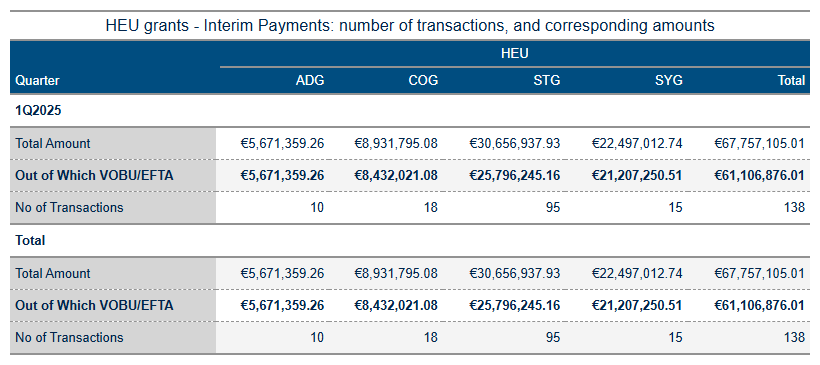 HEU grants - Interim Payments: number of transactions, and corresponding amounts
HEU
Quarter ADG COG STG SYG Total
1Q2025
Total Amount €5,671,359.26 €8,931,795.08 €30,656,937.93 €22,497,012.74 €67,757,105.01
Out of Which VOBU/EFTA €5,671,359.26 €8,432,021.08 €25,796,245.16 €21,207,250.51 €61,106,876.01
No of Transactions 10 18 95 15 138
Total
Total Amount €5,671,359.26 €8,931,795.08 €30,656,937.93 €22,497,012.74 €67,757,105.01
Out of Which VOBU/EFTA €5,671,359.26 €8,432,021.08 €25,796,245.16 €21,207,250.51 €61,106,876.01
No of Transactions 10 18 95 15 138